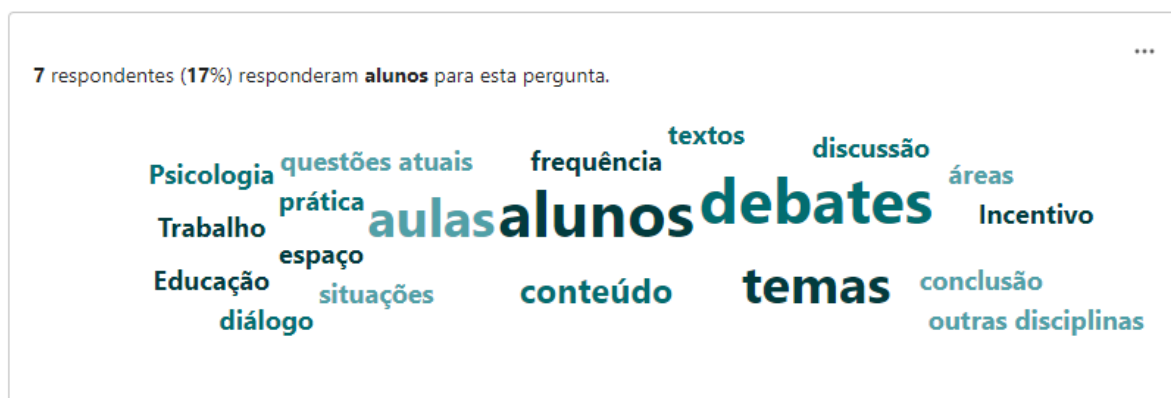 ...
7 respondentes (17%) responderam alunos para esta pergunta.
textos
discussão
questões atuais
frequência
Psicologia
áreas
prática
debates
aulas
alunos
Incentivo
Trabalho
espaço
Educação
situações
conteúdo
temas
conclusão
diálogo
outras disciplinas